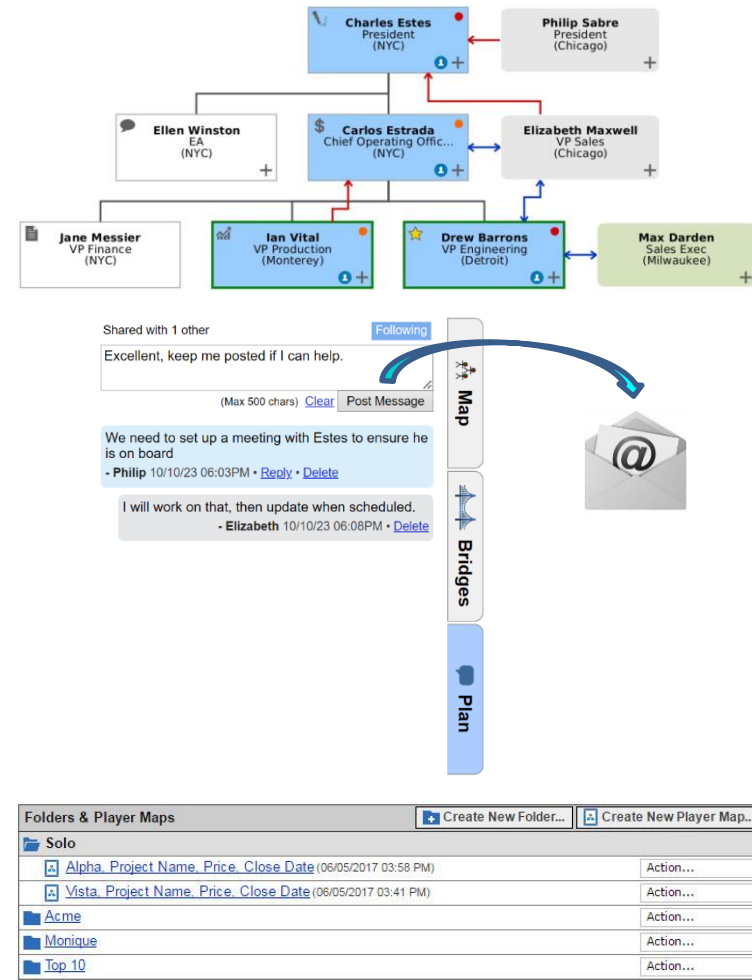 Charles Estes
President
(NYC)
Philip Sabre
President
(Chicago)
Ellen Winston
EA
(NYC)
$
Carlos Estrada
Chief Operating Offic...
(NYC)
Elizabeth Maxwell
VP Sales
(Chicago)
Jane Messier
VP Finance
(NYC)
Ian Vital
VP Production
(Monterey)
Drew Barrons
VP Engineering
(Detroit)
Max Darden
Sales Exec
(Milwaukee)
Shared with 1 other
Following
Excellent, keep me posted if I can help.
(Max 500 chars) Clear Post Message
We need to set up a meeting with Estes to ensure he
is on board
- Philip 10/10/23 06:03PM • Reply • Delete
I will work on that, then update when scheduled.
- Elizabeth 10/10/23 06:08PM • Delete
Map
Bridges
Plan
@
Folders & Player Maps
Create New Folder...
Create New Player Map...
Solo
Alpha, Project Name, Price, Close Date (06/05/2017 03:58 PM)
Action...
Vista, Project Name, Price, Close Date (06/05/2017 03:41 PM)
Action...
Acme
Action...
Monique
Action...
Top 10
Action...